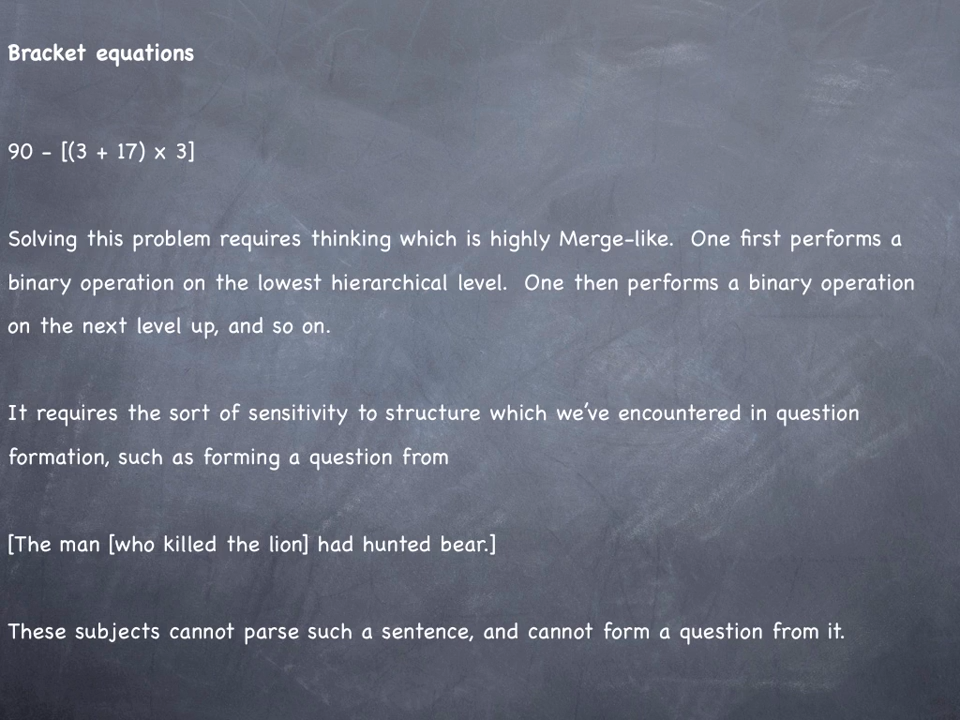 Bracket equations
90 - [(3 + 17) x 3]
Solving this problem requires thinking which is highly Merge-like.  One first performs a
binary operation on the lowest hierarchical level.  One then performs a binary operation
on the next level up, and so on.
It requires the sort of sensitivity to structure which we've encountered in question
formation, such as forming a question from
[The man [who killed the lion] had hunted bear.]
These subjects cannot parse such a sentence, and cannot form a question from it.